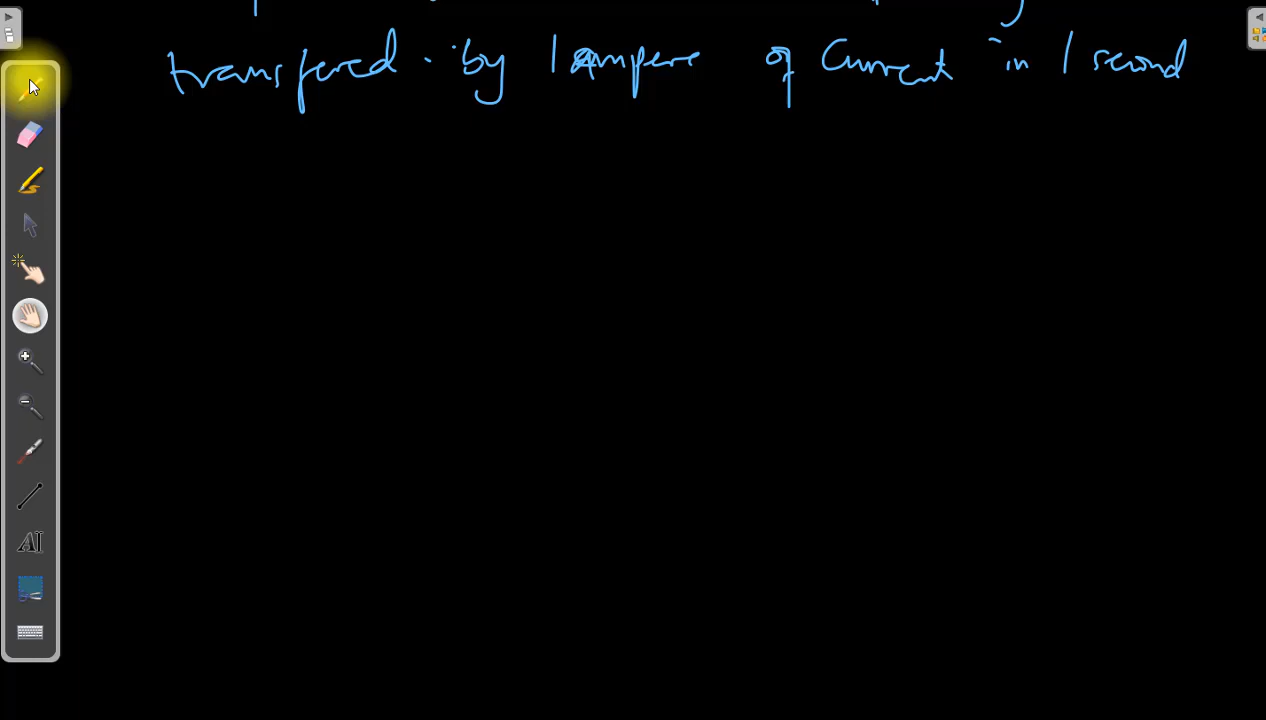 transfered. by 1 ampere of current in 1 second